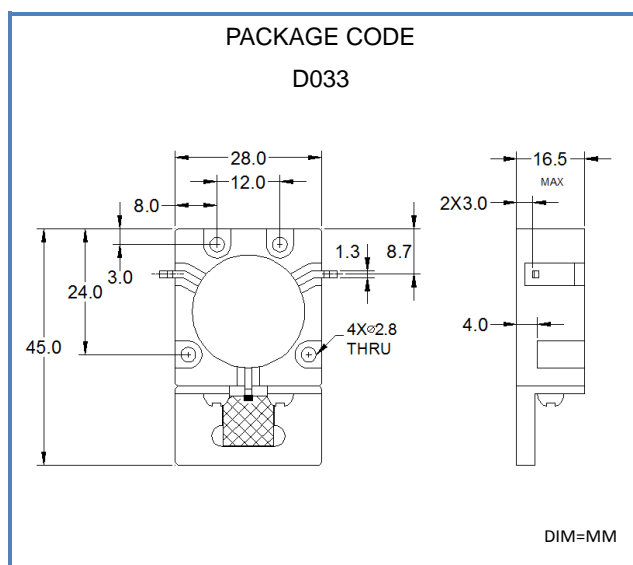 PACKAGE CODE
D033
28.0
16.5
MAX
12.0
8.0
2X3.0
1.3
8.7
3.0
24.0
4.0
4X⌀2.8
THRU
45.0
DIM=MM